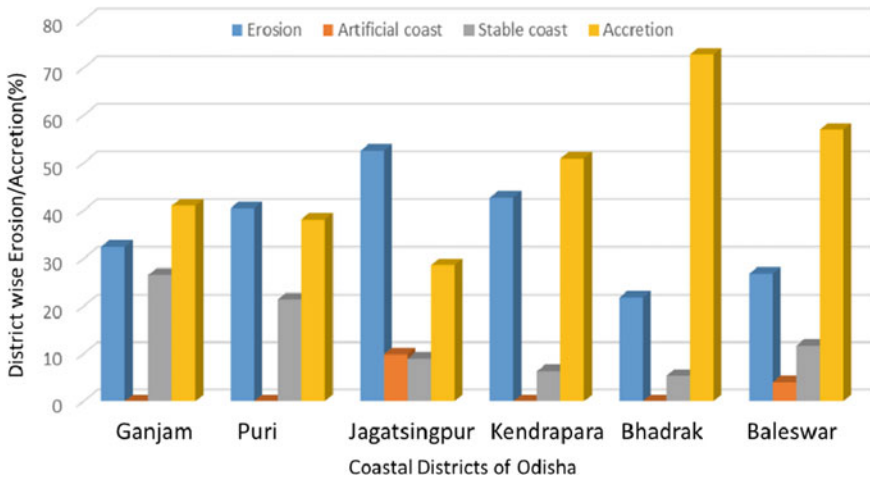 80
Erosion Artificial coast Stable coast Accretion
70
60
50
40
30
20
10
0
District wise Erosion/Accretion(%)
Ganjam Puri Jagatsingpur Kendrapara Bhadrak Baleswar
Coastal Districts of Odisha